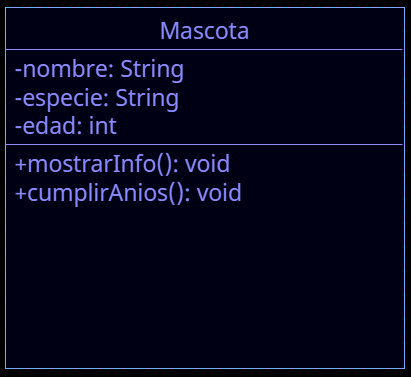 Mascota
-nombre: String
-especie: String
-edad: int
+mostrarInfo(): void
+cumplirAnios(): void